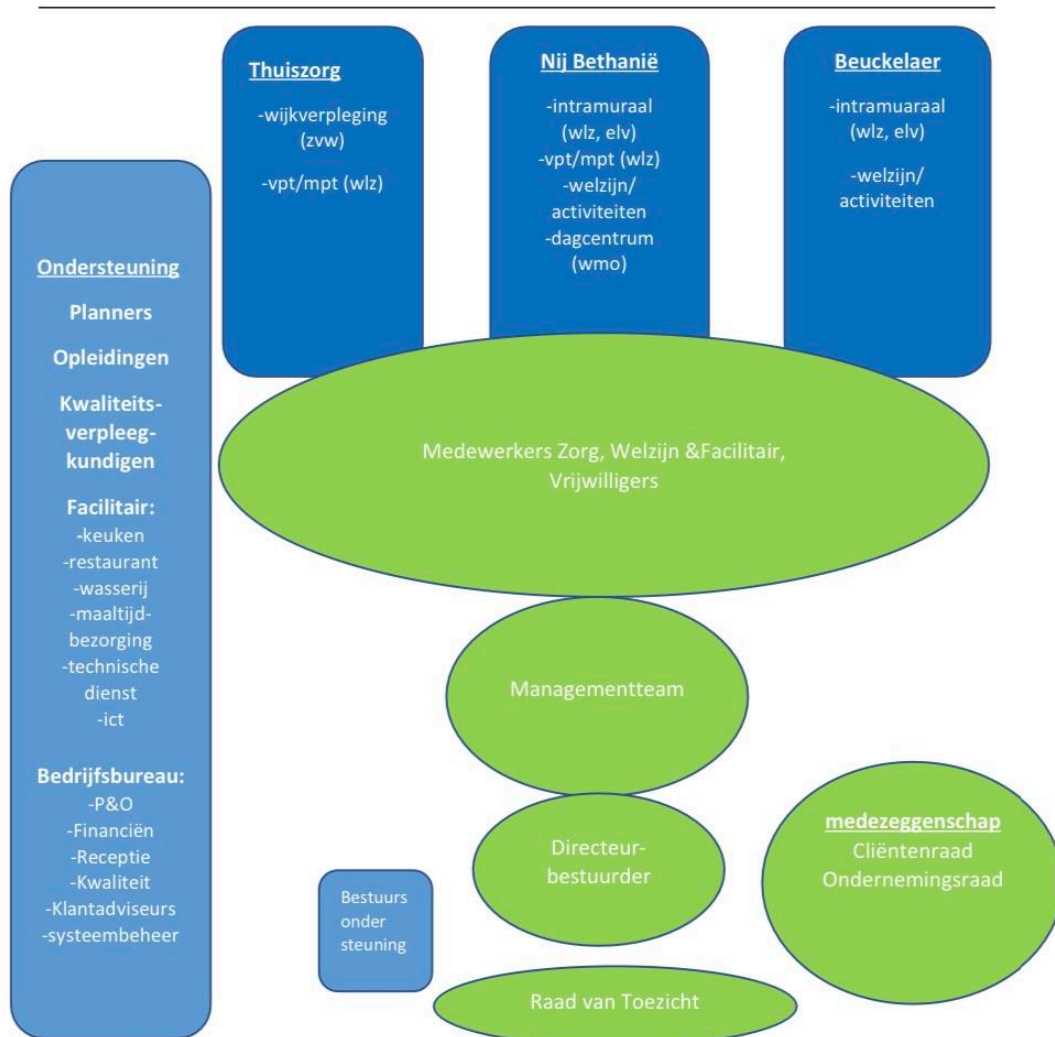 Thuiszorg
-wijkverpleging
(zvw)
-vpt/mpt (wlz)
Nij Bethanië
-intramuraal
(wlz, elv)
-vpt/mpt (wlz)
-welzijn/
activiteiten
-dagcentrum
(wmo)
Beuckelaer
-intramuaraal
(wlz, elv)
-welzijn/
activiteiten
Ondersteuning
Planners
Opleidingen
Kwaliteits-
verpleeg-
kundigen
Facilitair:
-keuken
-restaurant
-wasserij
-maaltijd-
bezorging
-technische
dienst
-ict
Bedrijfsbureau:
-P&O
-Financiën
-Receptie
-Kwaliteit
-Klantadviseurs
-systeembeheer
Medewerkers Zorg, Welzijn &Facilitair,
Vrijwilligers
Managementteam
Directeur-
bestuurder
medezeggenschap
Cliëntenraad
Ondernemingsraad
Bestuurs
onder
steuning
Raad van Toezicht